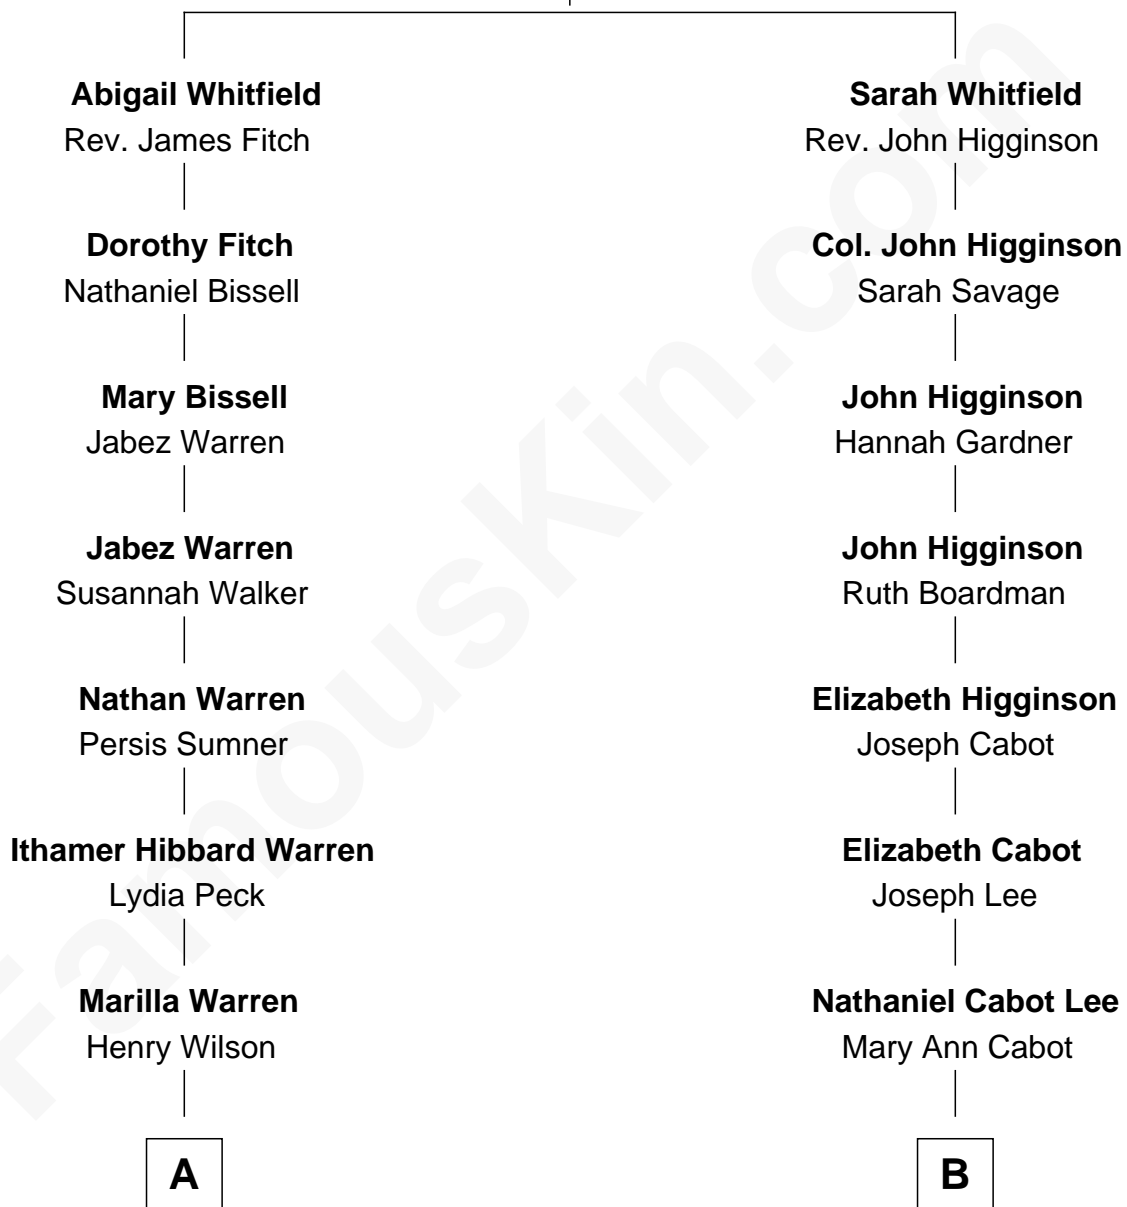 Abigail Whitfield
Rev. James Fitch
Sarah Whitfield
Rev. John Higginson
Dorothy Fitch
Nathaniel Bissell
Col. John Higginson
Sarah Savage
Mary Bissell
Jabez Warren
John Higginson
Hannah Gardner
Jabez Warren
Susannah Walker
John Higginson
Ruth Boardman
Nathan Warren
Persis Sumner
Elizabeth Higginson
Joseph Cabot
Ithamer Hibbard Warren
Lydia Peck
Elizabeth Cabot
Joseph Lee
Marilla Warren
Henry Wilson
Nathaniel Cabot Lee
Mary Ann Cabot
A
B
FamousKin.com